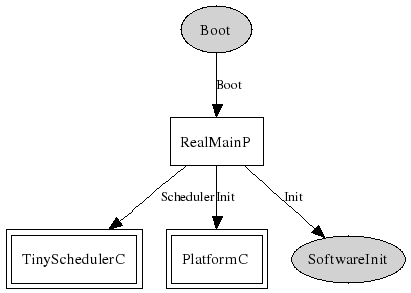 Boot
Boot
RealMainP
Scheduler Init Init
TinySchedulerC PlatformC SoftwareInit